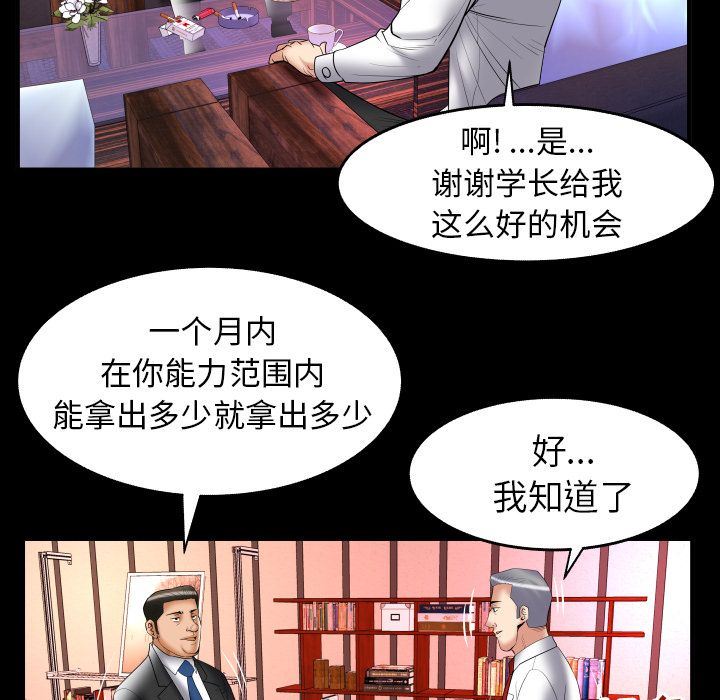 啊! ...是...
谢谢学长给我
这么好的机会
一个月内
在你能力范围内
能拿出多少就拿出多少
好...
我知道了